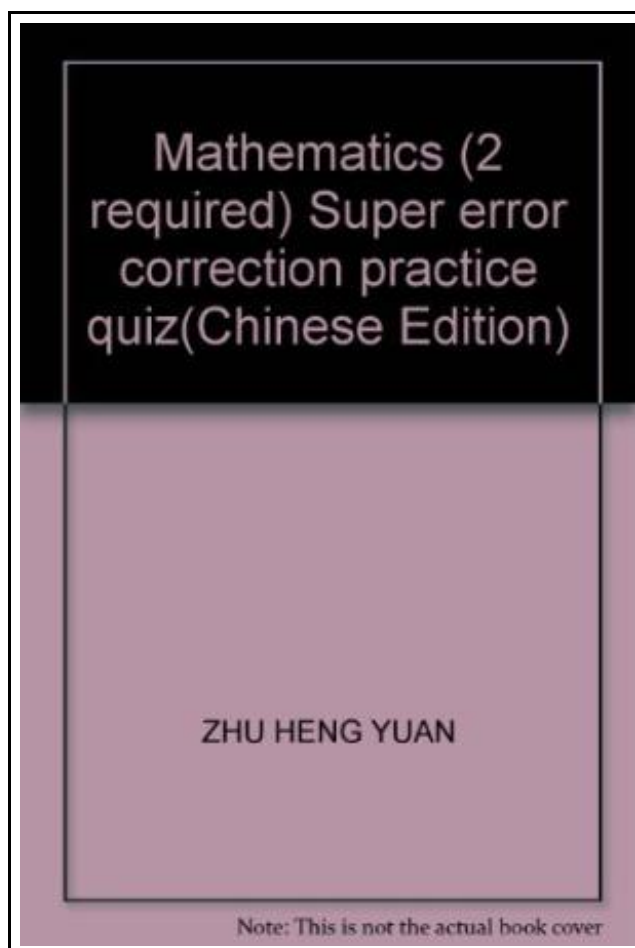 Mathematics (2
required) Super error
correction practice
quiz(Chinese Edition)
ZHU HENG YUAN
Note: This is not the actual book cover